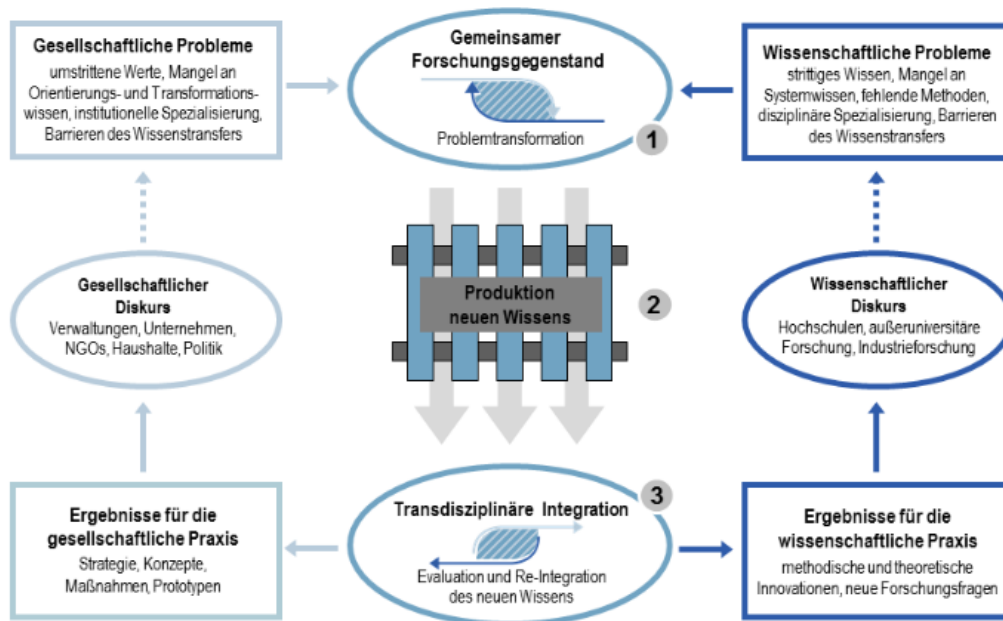 Gesellschaftliche Probleme
umstrittene Werte, Mangel an
Orientierungs- und Transformations-
wissen, institutionelle Spezialisierung,
Barrieren des Wissenstransfers
Gemeinsamer
Forschungsgegenstand
Problemtransformation
1
Wissenschaftliche Probleme
strittiges Wissen, Mangel an
Systemwissen, fehlende Methoden,
disziplinäre Spezialisierung, Barrieren
des Wissenstransfers
Gesellschaftlicher
Diskurs
Verwaltungen, Unternehmen,
NGOs, Haushalte, Politik
Produktion
neuen Wissens
2
Wissenschaftlicher
Diskurs
Hochschulen, außeruniversitäre
Forschung, Industrieforschung
Ergebnisse für die
gesellschaftliche Praxis
Strategie, Konzepte,
Maßnahmen, Prototypen
3
Transdisziplinäre Integration
Evaluation und Re-Integration
des neuen Wissens
Ergebnisse für die
wissenschaftliche Praxis
methodische und theoretische
Innovationen, neue Forschungsfragen